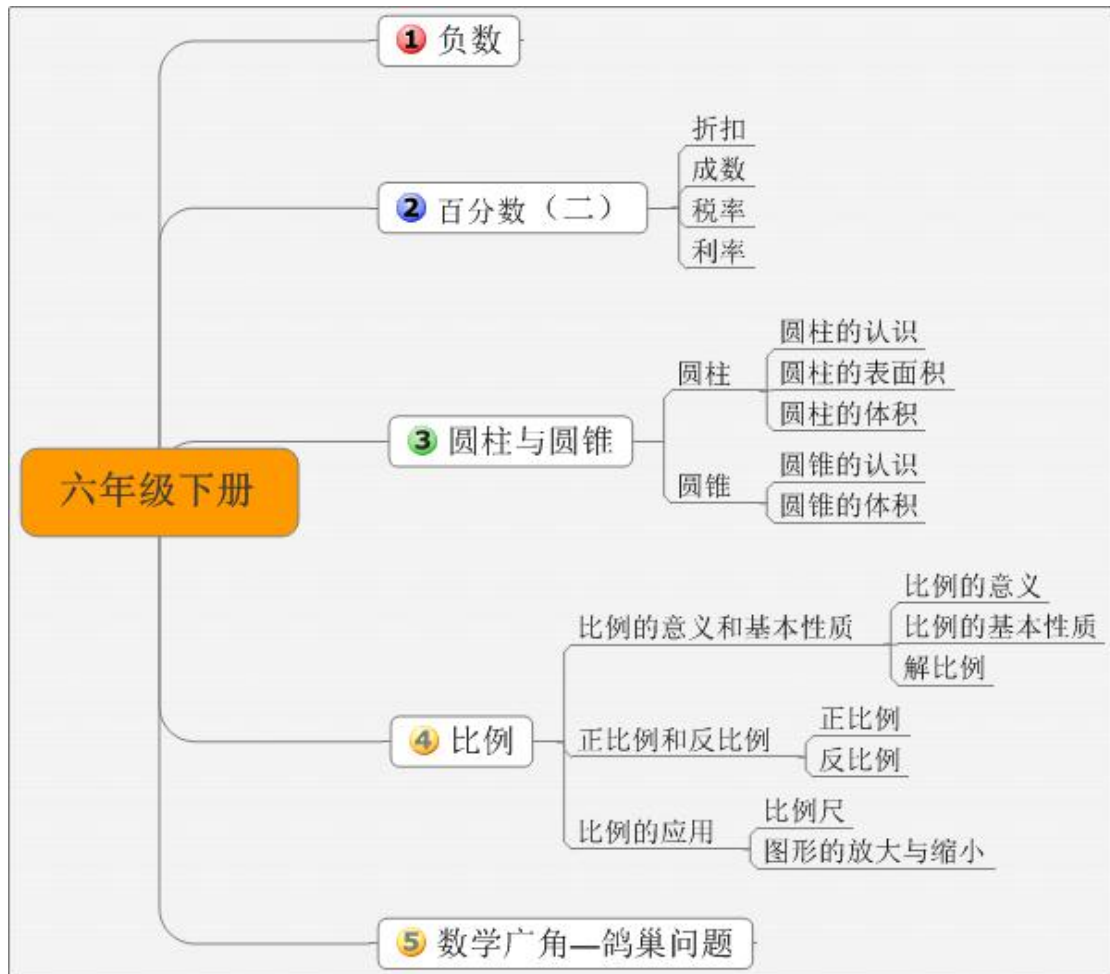 六年级下册
1 负数
2 百分数（二）
折扣
成数
税率
利率
3 圆柱与圆锥
圆柱
圆柱的认识
圆柱的表面积
圆柱的体积
圆锥
圆锥的认识
圆锥的体积
4 比例
比例的意义和基本性质
比例的意义
比例的基本性质
解比例
正比例和反比例
正比例
反比例
比例的应用
比例尺
图形的放大与缩小
5 数学广角—鸽巢问题